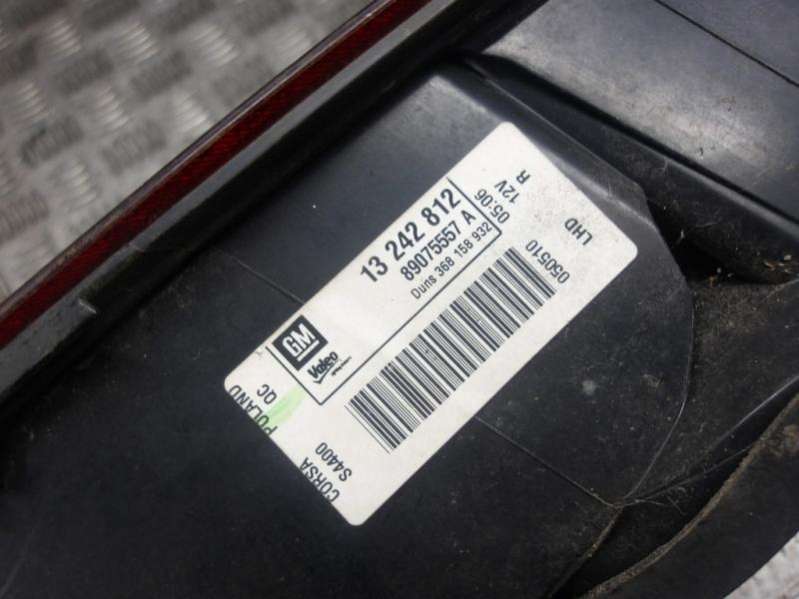 GM
Valeo
13 242 812
89075557 A
Duns 368 158 932
05:06
12V R
POLAND
QC
050510
LHD
CORSA
S4400